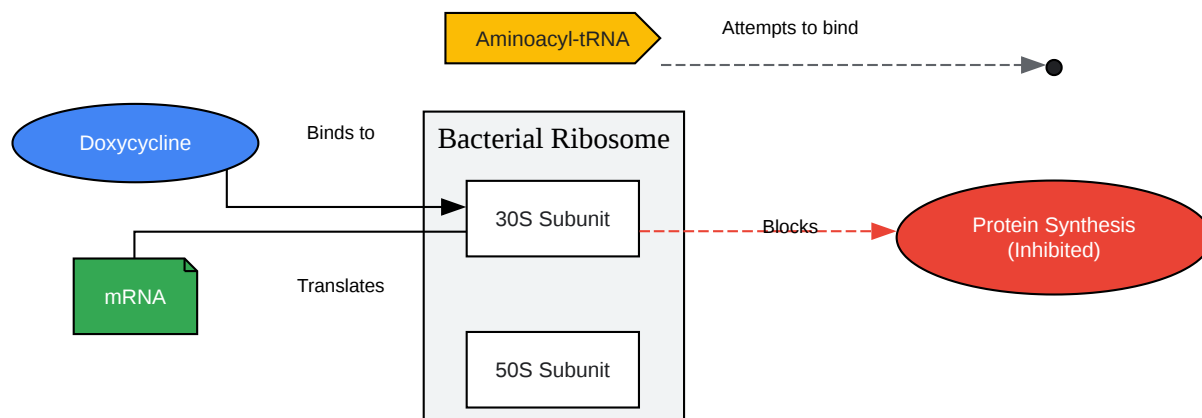 Aminoacyl-tRNA
Attempts to bind
Doxycycline
Binds to
Bacterial Ribosome
30S Subunit
Blocks
Protein Synthesis
(Inhibited)
mRNA
Translates
50S Subunit